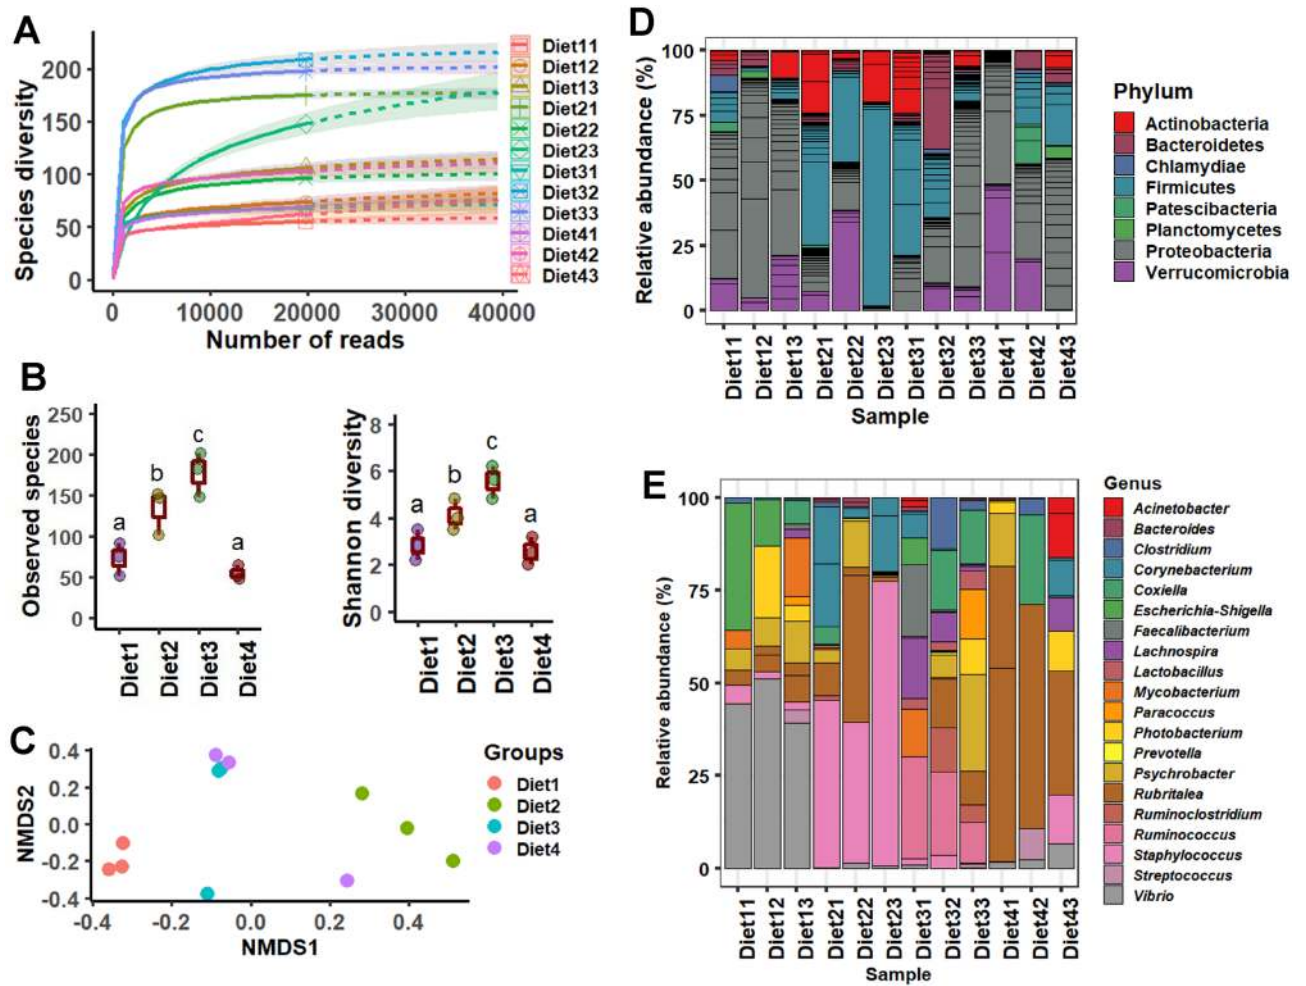 A
Species diversity
200
150
100
50
0
0
10000
20000
30000
40000
Number of reads
Diet11
Diet12
Diet13
Diet21
Diet22
Diet23
Diet31
Diet32
Diet33
Diet41
Diet42
Diet43
B
Observed species
250
200
150
100
50
0
a
b
c
a
Diet1
Diet2
Diet3
Diet4
Shannon diversity
8
6
4
2
0
a
b
c
a
Diet1
Diet2
Diet3
Diet4
C
NMDS2
0.4
0.2
0.0
-0.2
-0.4
-0.4
-0.2
0.0
0.2
0.4
NMDS1
Groups
Diet1
Diet2
Diet3
Diet4
D
Relative abundance (%)
100
75
50
25
0
Diet11
Diet12
Diet13
Diet21
Diet22
Diet23
Diet31
Diet32
Diet33
Diet41
Diet42
Diet43
Sample
Phylum
Actinobacteria
Bacteroidetes
Chlamydiae
Firmicutes
Patescibacteria
Planctomycetes
Proteobacteria
Verrucomicrobia
E
Relative abundance (%)
100
75
50
25
0
Diet11
Diet12
Diet13
Diet21
Diet22
Diet23
Diet31
Diet32
Diet33
Diet41
Diet42
Diet43
Sample
Genus
Acinetobacter
Bacteroides
Clostridium
Corynebacterium
Coxiella
Escherichia-Shigella
Faecalibacterium
Lachnospira
Lactobacillus
Mycobacterium
Paracoccus
Photobacterium
Prevotella
Psychrobacter
Rubritalea
Ruminoclostridium
Ruminococcus
Staphylococcus
Streptococcus
Vibrio